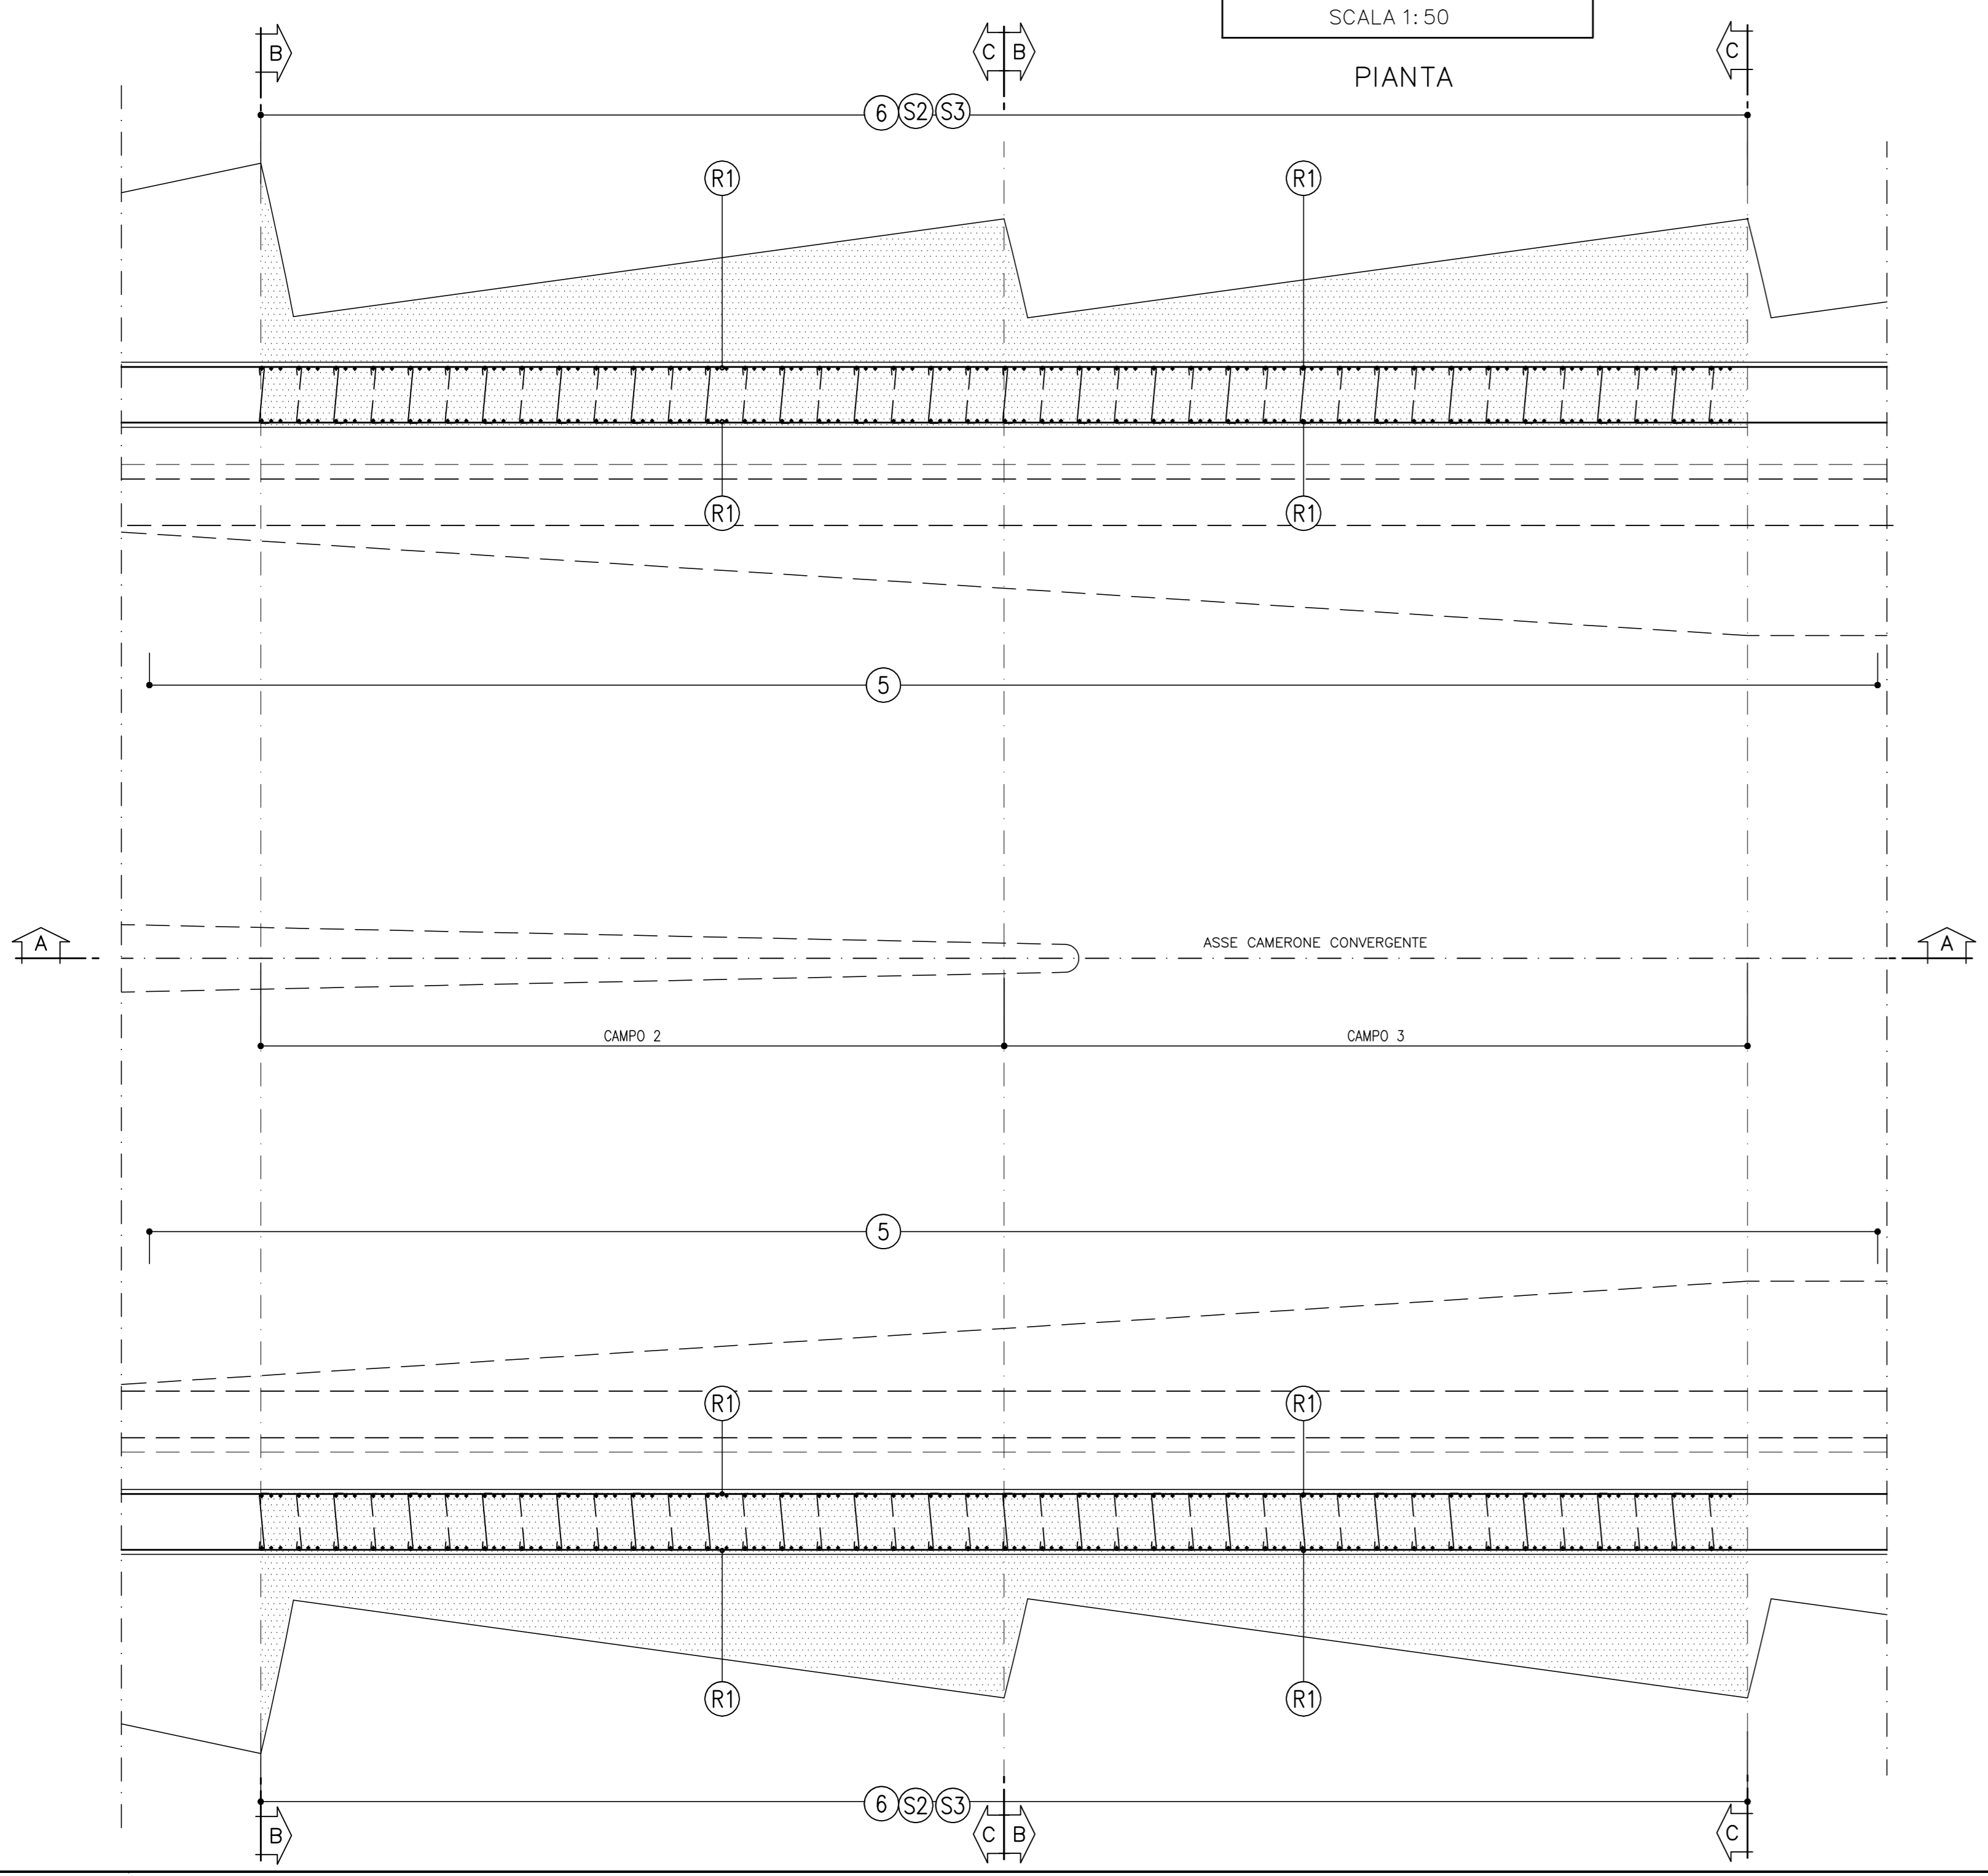 SCALA 1:50
B
C B
C
PIANTA
6 S2 S3
R1 R1
R1 R1
5
A ASSE CAMERONE CONVERGENTE A
CAMPO 2 CAMPO 3
5
R1 R1
R1 R1
6 S2 S3
B
C B
C